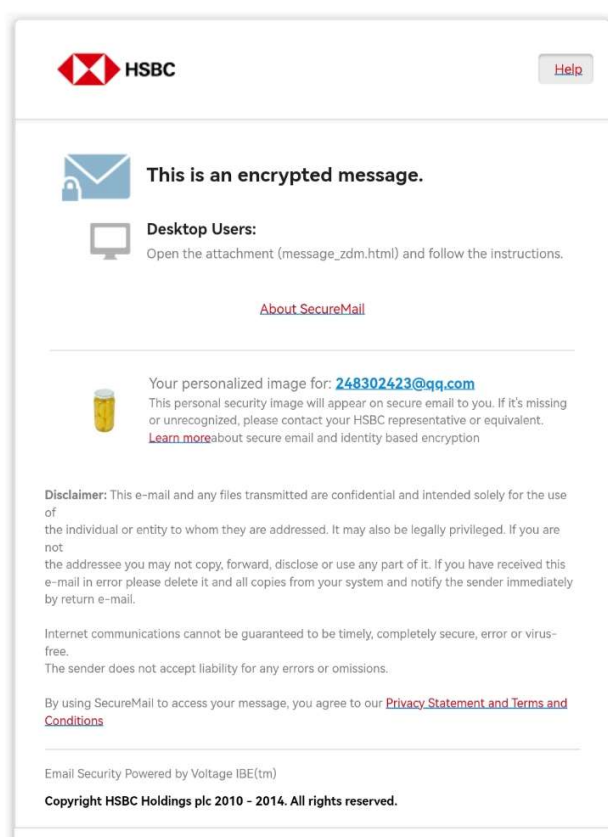 HSBC
Help
This is an encrypted message.
Desktop Users:
Open the attachment (message_zdm.html) and follow the instructions.
About SecureMail
Your personalized image for: 248302423@qq.com
This personal security image will appear on secure email to you. If it's missing
or unrecognized, please contact your HSBC representative or equivalent.
Learn moreabout secure email and identity based encryption
Disclaimer: This e-mail and any files transmitted are confidential and intended solely for the use
of
the individual or entity to whom they are addressed. It may also be legally privileged. If you are
not
the addressee you may not copy, forward, disclose or use any part of it. If you have received this
e-mail in error please delete it and all copies from your system and notify the sender immediately
by return e-mail.
Internet communications cannot be guaranteed to be timely, completely secure, error or virus-
free.
The sender does not accept liability for any errors or omissions.
By using SecureMail to access your message, you agree to our Privacy Statement and Terms and
Conditions
Email Security Powered by Voltage IBE(tm)
Copyright HSBC Holdings plc 2010 - 2014. All rights reserved.